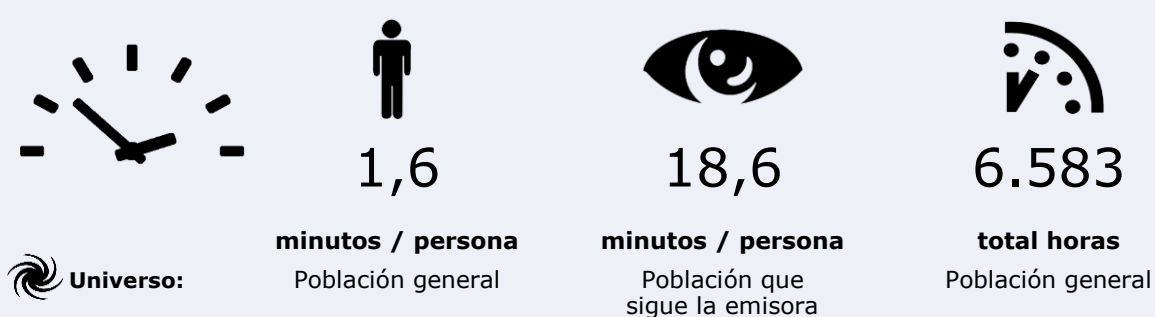 1,6
18,6
6.583
minutos / persona
minutos / persona
total horas
Universo:
Población general
Población que
sigue la emisora
Población general